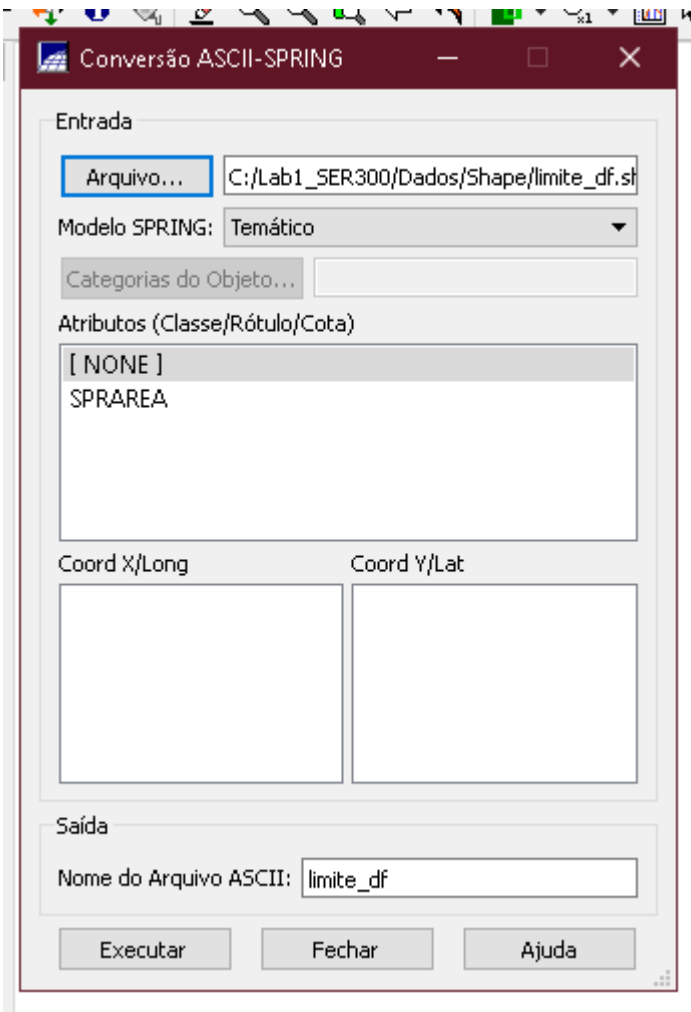 x1
Conversão ASCII-SPRING
Entrada
Arquivo... C:/Lab1_SER300/Dados/Shape/limite_df.sh
Modelo SPRING: Temático
Categorias do Objeto...
Atributos (Classe/Rótulo/Cota)
[ NONE ]
SPRAREA
Coord X/Long Coord Y/Lat
Saída
Nome do Arquivo ASCII: limite_df
Executar Fechar Ajuda